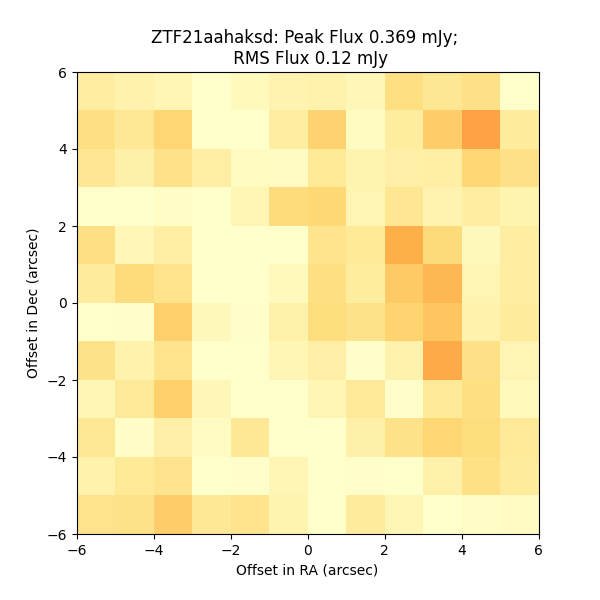 ZTF21aahaksd: Peak Flux 0.369 mJy;
RMS Flux 0.12 mJy
6
4
2
0
−2
−4
−6
Offset in Dec (arcsec)
−6 −4 −2 0 2 4 6
Offset in RA (arcsec)